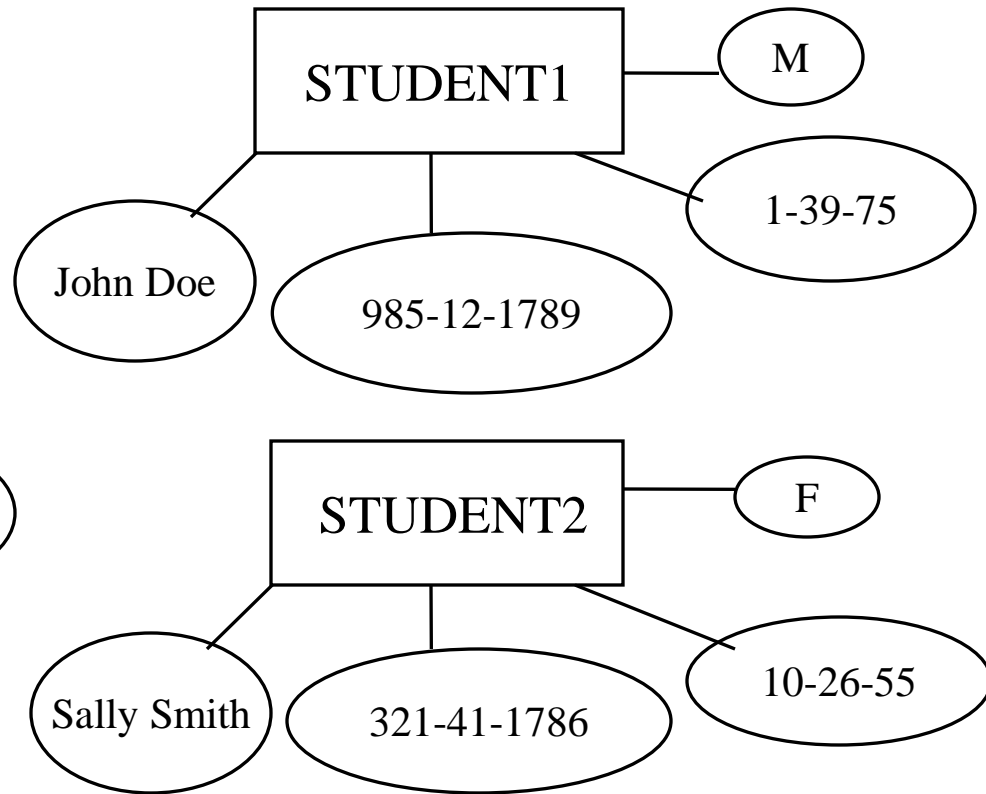 STUDENT1
M
1-39-75
John Doe
985-12-1789
STUDENT2
F
10-26-55
Sally Smith
321-41-1786